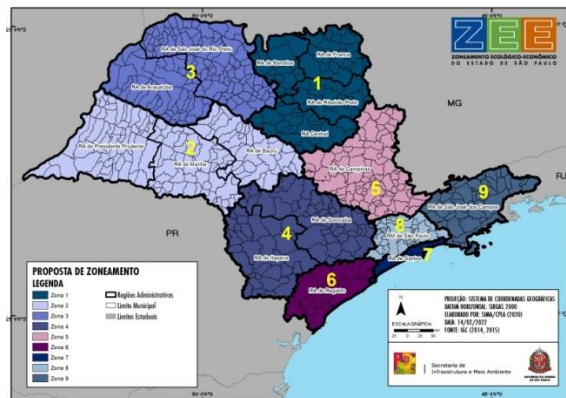 ZEE
ZONEAMENTO ECOLÓGICO-ECONÔMICO
DO ESTADO DE SÃO PAULO
MG
RJ
PR
RA de São José do Rio Preto
3
RA de Araçatuba
RA de Barretos
RA de Franca
1
RA de Ribeirão Preto
RA Central
RA de Presidente Prudente
2
RA de Marília
RA de Bauru
RA de Campinas
5
9
RA de São José dos Campos
8
RM de São Paulo
7
RA de Santos
4
RA de Sorocaba
RA de Itapeva
6
RA de Registro
PROPOSTA DE ZONEAMENTO
LEGENDA
Zona 1
Zona 2
Zona 3
Zona 4
Zona 5
Zona 6
Zona 7
Zona 8
Zona 9
Regiões Administrativas
Limite Municipal
Limites Estaduais
N
ESCALA GRÁFICA:
PROJEÇÃO: SISTEMA DE COORDENADAS GEOGRÁFICAS
DATUM HORIZONTAL: SIRGAS 2000
ELABORADO POR: SIMA/CPLA (2020)
DATA: 14/02/2022
FONTE: IGC (2014, 2015)
Secretaria de
Infraestrutura e Meio Ambiente